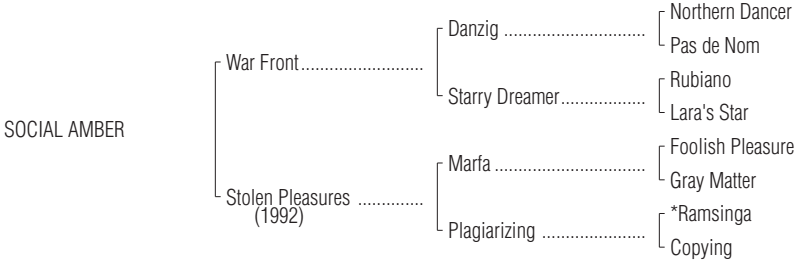 Northern Dancer
Danzig ..............................
Pas de Nom
War Front..........................
Rubiano
Starry Dreamer..................
Lara's Star
SOCIAL AMBER
Foolish Pleasure
Marfa ................................
Gray Matter
Stolen Pleasures ..............
(1992)
*Ramsinga
Plagiarizing ......................
Copying